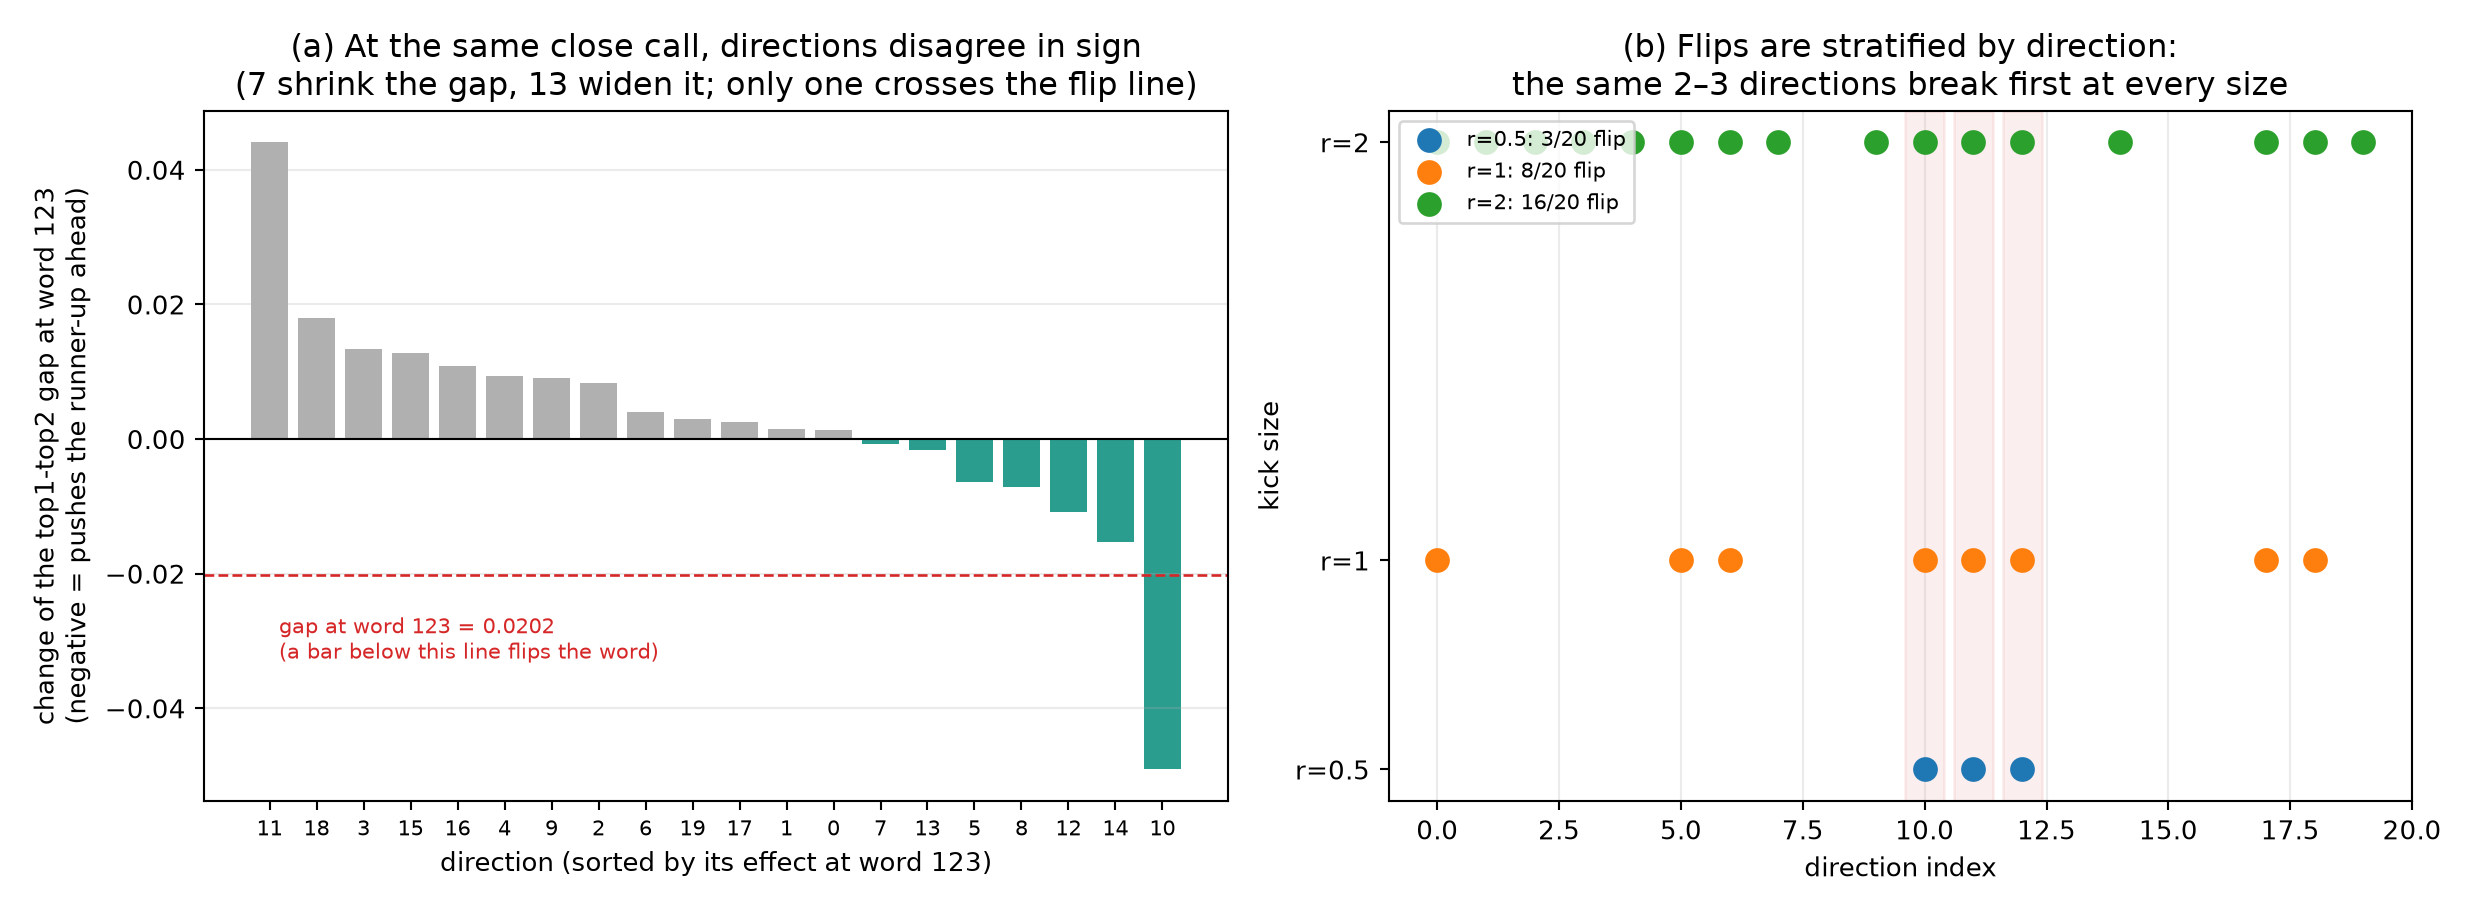 (a) At the same close call, directions disagree in sign
(7 shrink the gap, 13 widen it; only one crosses the flip line)
change of the top1-top2 gap at word 123
(negative = pushes the runner-up ahead)
0.04
0.02
0.00
−0.02
−0.04
gap at word 123 = 0.0202
(a bar below this line flips the word)
11 18 3 15 16 4 9 2 6 19 17 1 0 7 13 5 8 12 14 10
direction (sorted by its effect at word 123)
(b) Flips are stratified by direction:
the same 2–3 directions break first at every size
kick size
r=2
r=1
r=0.5
r=0.5: 3/20 flip
r=1: 8/20 flip
r=2: 16/20 flip
0.0 2.5 5.0 7.5 10.0 12.5 15.0 17.5 20.0
direction index